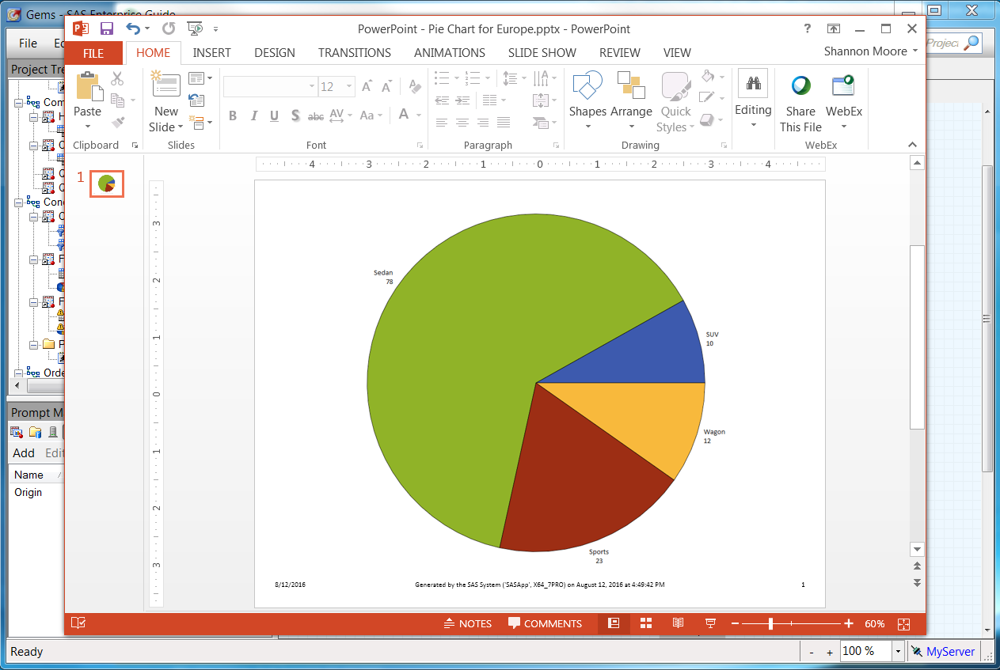 Gems - SAS Enterprise Guide
PowerPoint - Pie Chart for Europe.pptx - PowerPoint
?
File
FILE
HOME
INSERT
DESIGN
TRANSITIONS
ANIMATIONS
SLIDE SHOW
REVIEW
VIEW
Shannon Moore
Project
Project Tre
Paste
New
Slide
12
B I U S abc AV Aa A
Shapes
Arrange
Quick
Styles
Editing
Share
This File
WebEx
Clipboard
Slides
Font
Paragraph
Drawing
WebEx
4 3 2 1 0 1 2 3 4
1
3
2
1
0
1
2
3
Com
Con
Orde
Sedan
78
SUV
10
Wagon
12
Sports
23
8/12/2016
Generated by the SAS System ('SASApp', X64_7PRO) on August 12, 2016 at 4:49:42 PM
1
Prompt M
Add Edit
Name
Origin
NOTES
COMMENTS
60%
Ready
- + 100 %
MyServer